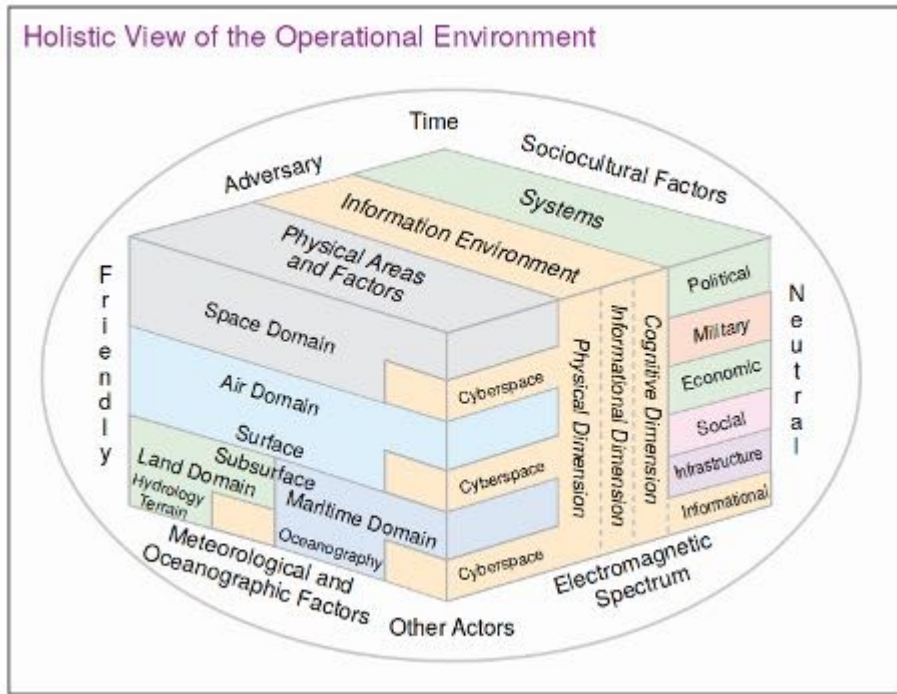 Holistic View of the Operational Environment
Time
Adversary
Sociocultural Factors
Systems
Information Environment
Physical Areas
and Factors
Friendly
Neutral
Space Domain
Air Domain
Surface
Subsurface
Land Domain
Hydrology
Terrain
Maritime Domain
Oceanography
Cyberspace
Cyberspace
Cyberspace
Physical Dimension
Informational Dimension
Cognitive Dimension
Political
Military
Economic
Social
Infrastructure
Informational
Meteorological and
Oceanographic Factors
Electromagnetic
Spectrum
Other Actors